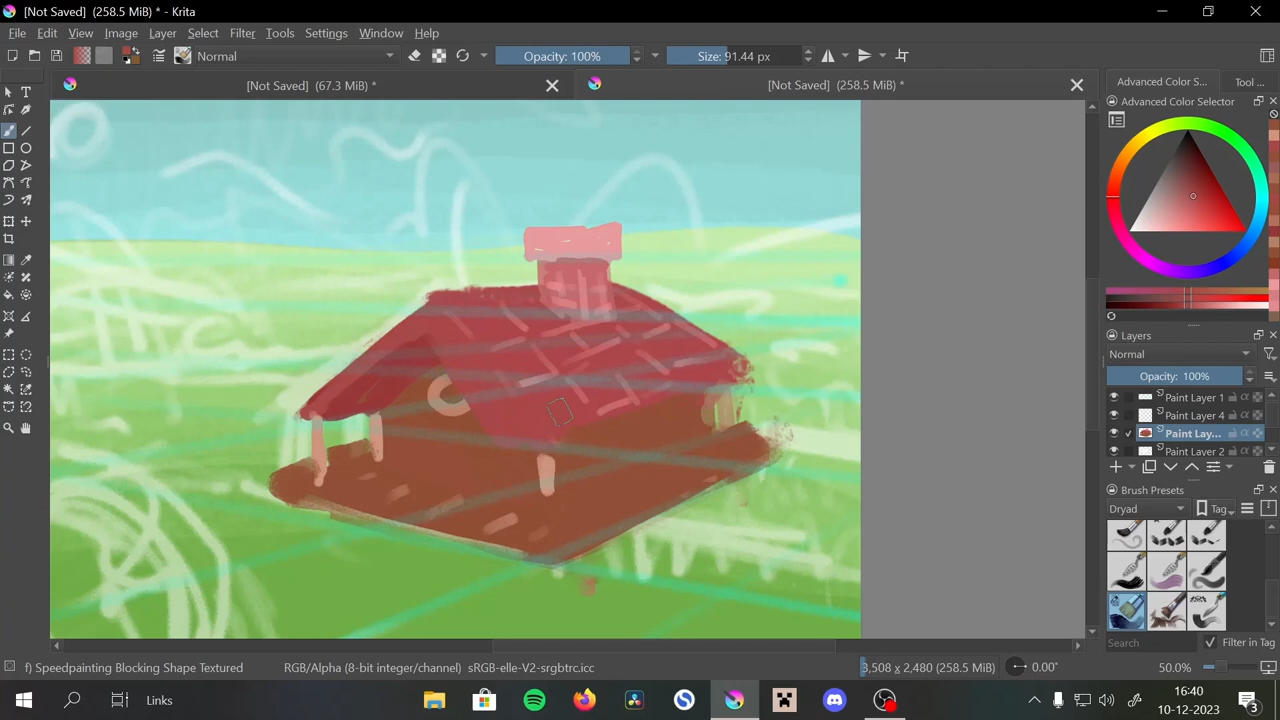 [Not Saved]  (258.5 MiB) * - Krita
File Edit View Image Layer Select Filter Tools Settings Window Help
Normal Opacity: 100% Size: 91.44 px
[Not Saved]  (67.3 MiB) * [Not Saved]  (258.5 MiB) * Advanced Color S... Tool ...
Advanced Color Selector
Layers
Normal
Opacity: 100%
Paint Layer 1
Paint Layer 4
Paint Lay...
Paint Layer 2
Brush Presets
Dryad Tag
Search Filter in Tag
f) Speedpainting Blocking Shape Textured RGB/Alpha (8-bit integer/channel)  sRGB-elle-V2-srgbtrc.icc 3,508 x 2,480 (258.5 MiB) 0.00° 50.0%
Links 16:40
10-12-2023 3